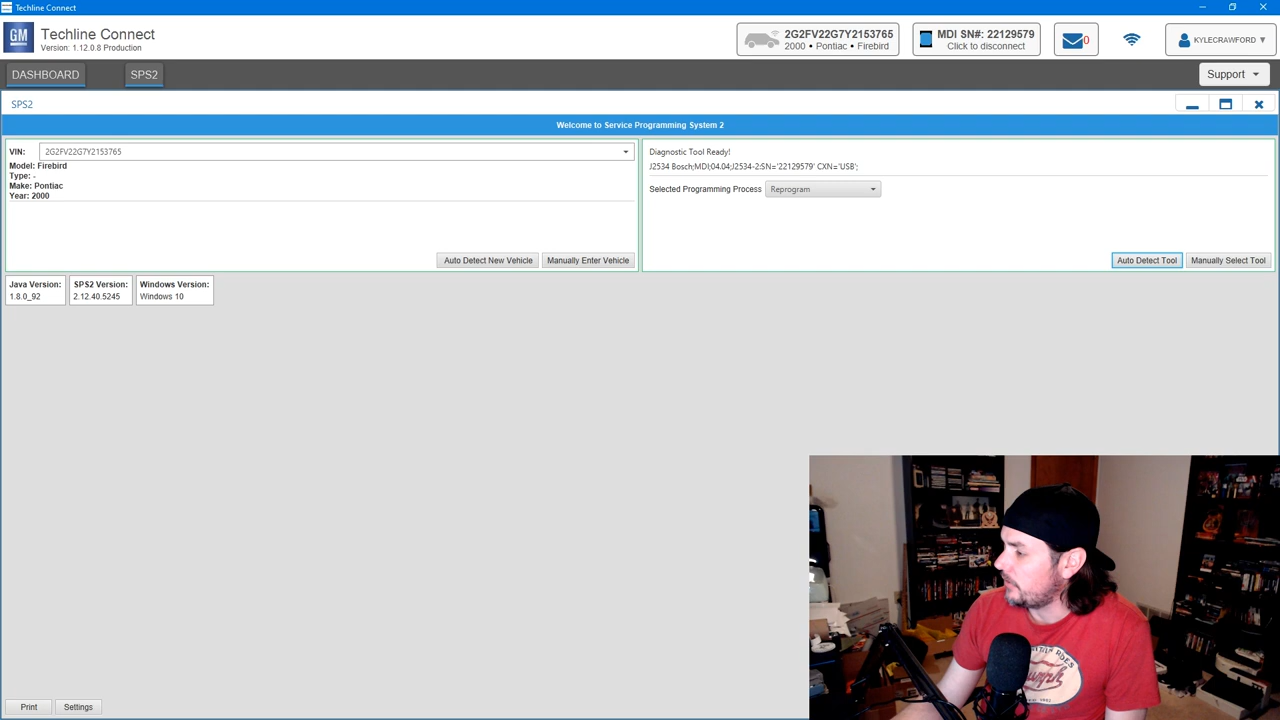 Techline Connect
GM
Techline Connect
Version: 1.12.0.8 Production
2G2FV22G7Y2153765
2000 • Pontiac • Firebird
MDI SN#: 22129579
Click to disconnect
0
KYLECRAWFORD
DASHBOARD
SPS2
Support
SPS2
Welcome to Service Programming System 2
VIN: 2G2FV22G7Y2153765
Model: Firebird
Type: -
Make: Pontiac
Year: 2000
Auto Detect New Vehicle
Manually Enter Vehicle
Diagnostic Tool Ready!
J2534 Bosch;MDI;04.04;J2534-2:SN='22129579' CXN='USB';
Selected Programming Process Reprogram
Auto Detect Tool
Manually Select Tool
Java Version:
1.8.0_92
SPS2 Version:
2.12.40.5245
Windows Version:
Windows 10
Print
Settings